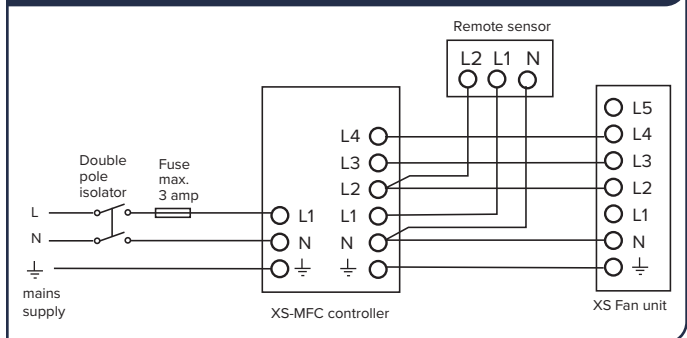 Remote sensor
L2 L1 N
L5
L4
L4
L3
L3
L2
L2
L1
L1
L1
N
N
N
Double
pole
isolator
Fuse
max.
3 amp
L
N
mains
supply
XS-MFC controller
XS Fan unit